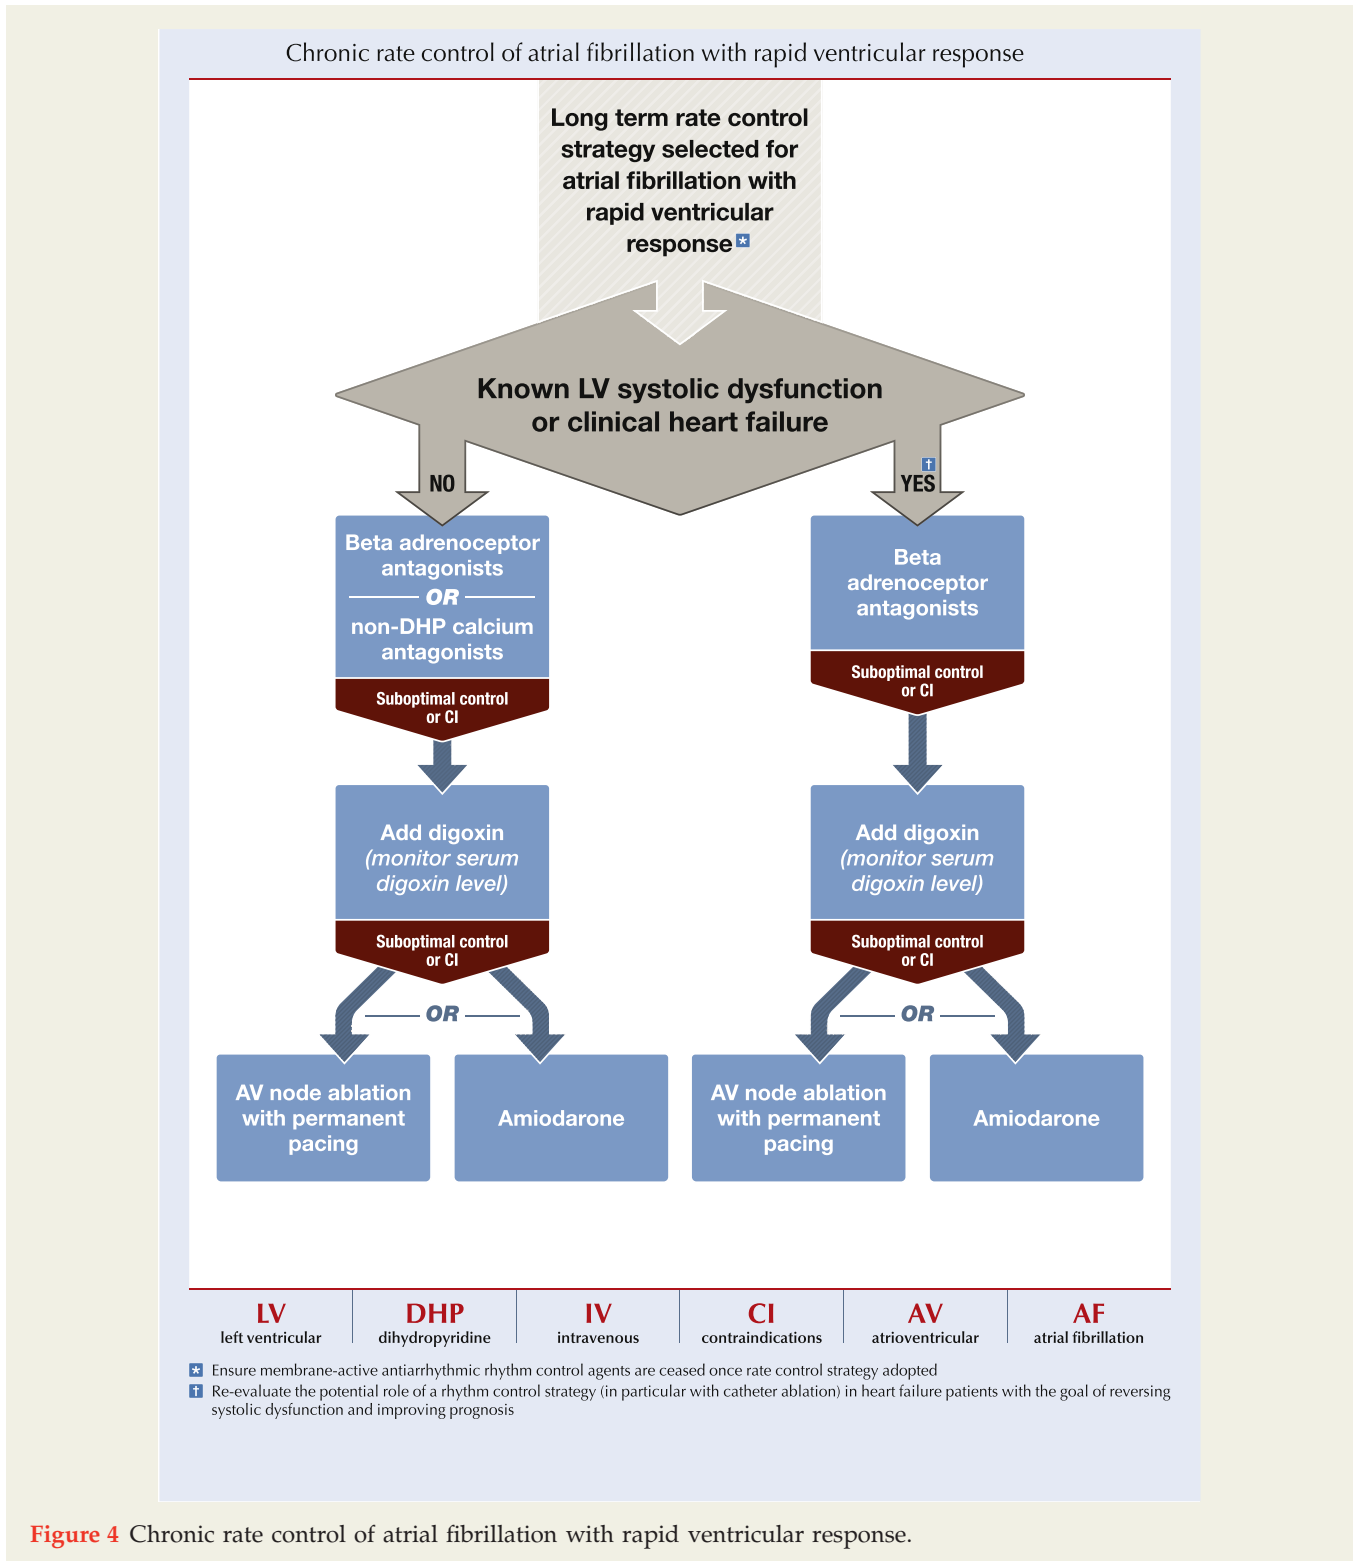 Chronic rate control of atrial fibrillation with rapid ventricular response
Long term rate control
strategy selected for
atrial fibrillation with
rapid ventricular
response*
Known LV systolic dysfunction
or clinical heart failure
NO
†
YES
Beta adrenoceptor
antagonists
OR
non-DHP calcium
antagonists
Suboptimal control
or CI
Beta
adrenoceptor
antagonists
Suboptimal control
or CI
Add digoxin
(monitor serum
digoxin level)
Suboptimal control
or CI
Add digoxin
(monitor serum
digoxin level)
Suboptimal control
or CI
OR
OR
AV node ablation
with permanent
pacing
Amiodarone
AV node ablation
with permanent
pacing
Amiodarone
LV
left ventricular
DHP
dihydropyridine
IV
intravenous
CI
contraindications
AV
atrioventricular
AF
atrial fibrillation
* Ensure membrane-active antiarrhythmic rhythm control agents are ceased once rate control strategy adopted
† Re-evaluate the potential role of a rhythm control strategy (in particular with catheter ablation) in heart failure patients with the goal of reversing
systolic dysfunction and improving prognosis
Figure 4 Chronic rate control of atrial fibrillation with rapid ventricular response.